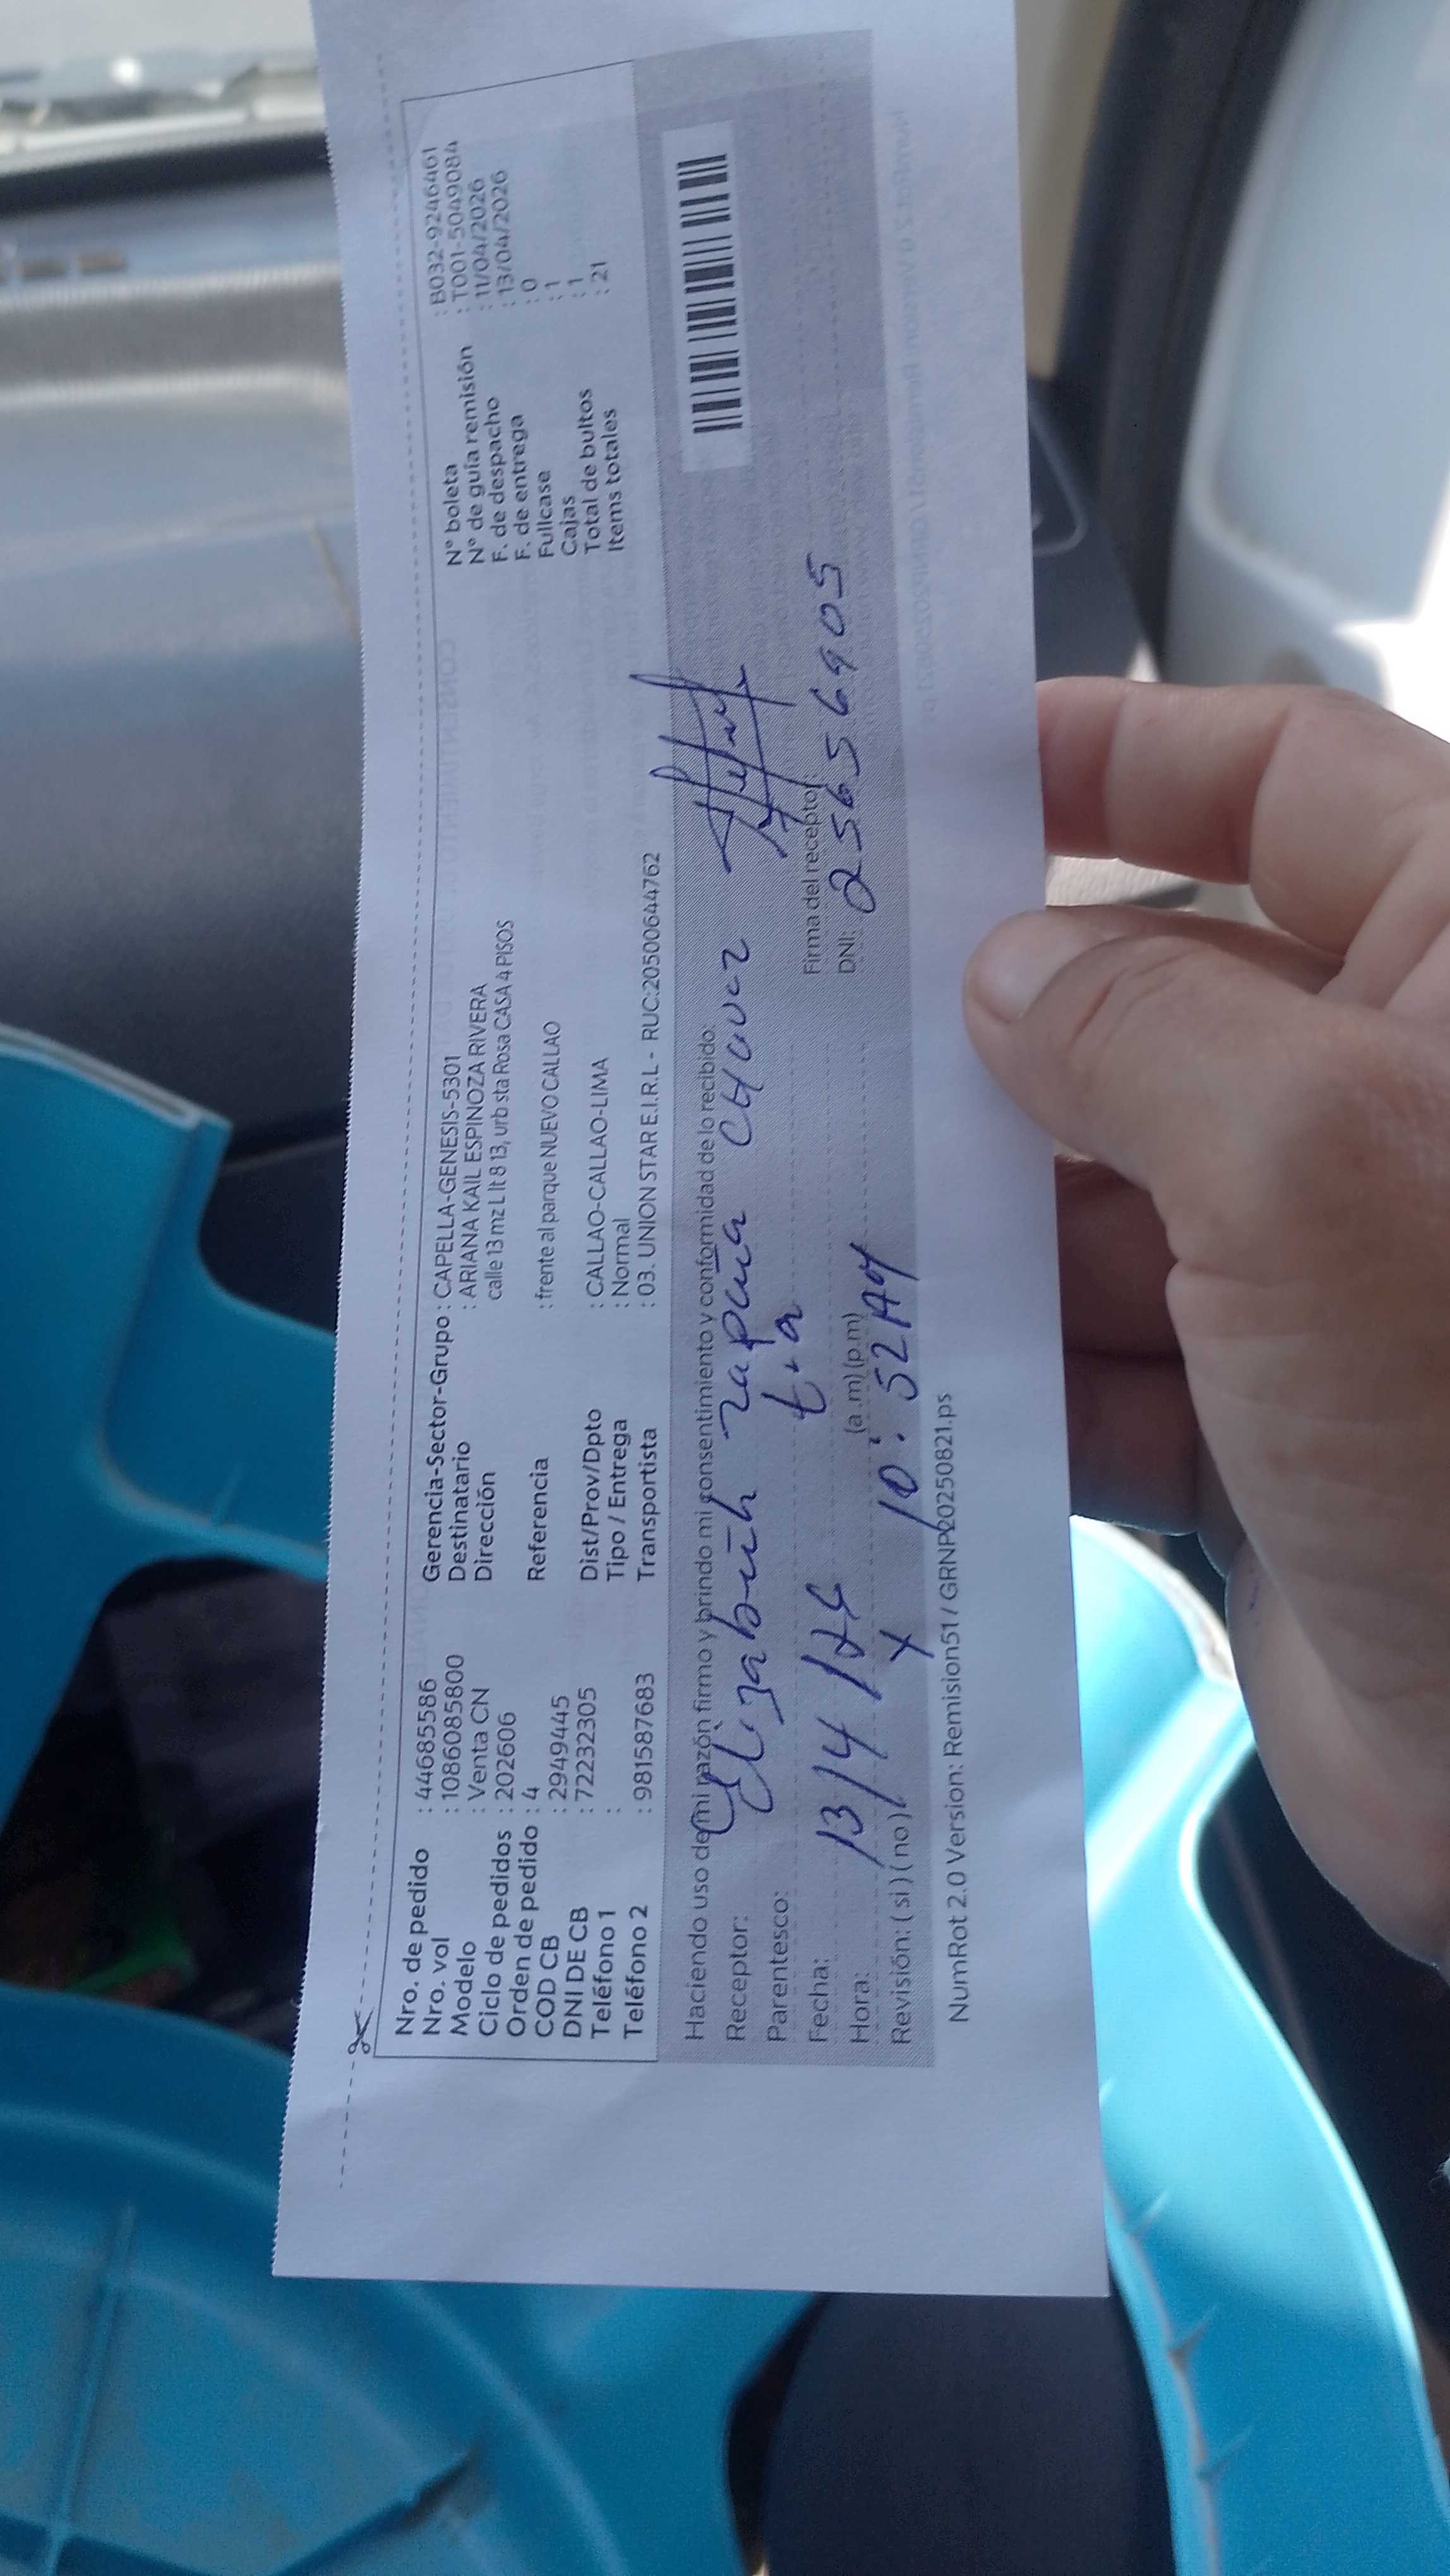 Nro. de pedido : 44685586
Nro. vol : 108608 5800
Modelo : Venta CN
Ciclo de pedidos : 202606
Orden de pedido : 4
COD CB : 2949445
DNI DE CB : 72232305
Teléfono 1 :
Teléfono 2 : 981587683
Gerencia-Sector-Grupo : CAPELLA-GENESIS-5301
Destinatario : ARIANA KAIL ESPINOZA RIVERA
Dirección calle 13 mz L lt 8 13, urb sta Rosa CASA 4 PISOS
Referencia : frente al parque NUEVO CALLAO
Dist/Prov/Dpto : CALLAO-CALLAO-LIMA
Tipo / Entrega : Normal
Transportista : 03. UNION STAR E.I.R.L - RUC:20500644762
N° boleta : B032-9246461
N° de guía remisión : T001-5049084
F. de despacho : 11/04/2026
F. de entrega : 13/04/2026
Fullcase : 0
Cajas : 1
Total de bultos : 1
Items totales : 21
Haciendo uso de mi razón firmo y brindo mi consentimiento y conformidad de lo recibido.
Receptor: Elizabeth Zapata Chavez
Parentesco: tia
Fecha: 13/4/26
Firma del receptor:
Hora: 10:52 AM (a.m) (p.m)
DNI: 25656905
Revisión: (si) (no) x
NumRot 2.0 Version: Remision51 / GRNP20250821.ps